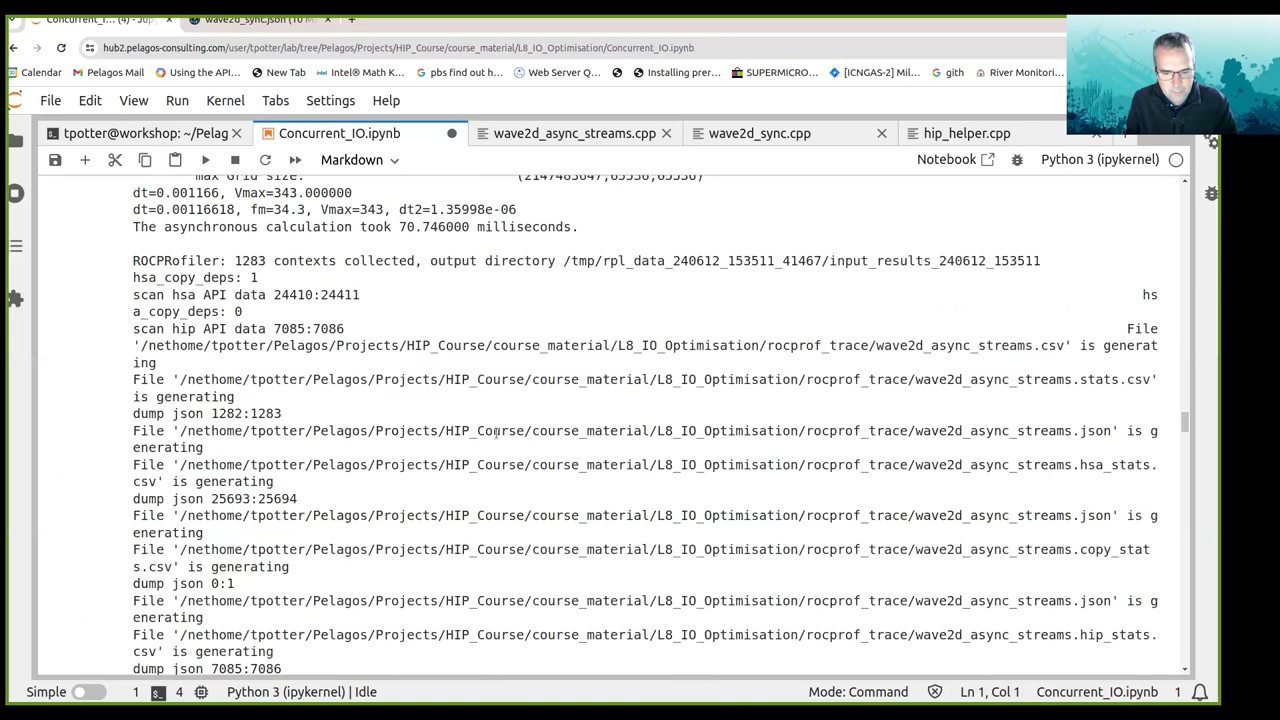 Concurrent_I... (4) - Jup
wave2d_sync.json (10 M
hub2.pelagos-consulting.com/user/tpotter/lab/tree/Pelagos/Projects/HIP_Course/course_material/L8_IO_Optimisation/Concurrent_IO.ipynb
Calendar Pelagos Mail Using the API... New Tab Intel® Math K... pbs find out h... Web Server Q... Installing prer... SUPERMICRO... [ICNGAS-2] Mil... gith River Monitori...
File Edit View Run Kernel Tabs Settings Help
tpotter@workshop: ~/Pelag Concurrent_IO.ipynb wave2d_async_streams.cpp wave2d_sync.cpp hip_helper.cpp
Markdown Notebook Python 3 (ipykernel)
max Grid size: (2147483647,65536,65536)
dt=0.001166, Vmax=343.000000
dt=0.00116618, fm=34.3, Vmax=343, dt2=1.35998e-06
The asynchronous calculation took 70.746000 milliseconds.
ROCPRofiler: 1283 contexts collected, output directory /tmp/rpl_data_240612_153511_41467/input_results_240612_153511
hsa_copy_deps: 1
scan hsa API data 24410:24411 hs
a_copy_deps: 0
scan hip API data 7085:7086 File
'/nethome/tpotter/Pelagos/Projects/HIP_Course/course_material/L8_IO_Optimisation/rocprof_trace/wave2d_async_streams.csv' is generat
ing
File '/nethome/tpotter/Pelagos/Projects/HIP_Course/course_material/L8_IO_Optimisation/rocprof_trace/wave2d_async_streams.stats.csv'
is generating
dump json 1282:1283
File '/nethome/tpotter/Pelagos/Projects/HIP_Course/course_material/L8_IO_Optimisation/rocprof_trace/wave2d_async_streams.json' is g
enerating
File '/nethome/tpotter/Pelagos/Projects/HIP_Course/course_material/L8_IO_Optimisation/rocprof_trace/wave2d_async_streams.hsa_stats.
csv' is generating
dump json 25693:25694
File '/nethome/tpotter/Pelagos/Projects/HIP_Course/course_material/L8_IO_Optimisation/rocprof_trace/wave2d_async_streams.json' is g
enerating
File '/nethome/tpotter/Pelagos/Projects/HIP_Course/course_material/L8_IO_Optimisation/rocprof_trace/wave2d_async_streams.copy_stat
s.csv' is generating
dump json 0:1
File '/nethome/tpotter/Pelagos/Projects/HIP_Course/course_material/L8_IO_Optimisation/rocprof_trace/wave2d_async_streams.json' is g
enerating
File '/nethome/tpotter/Pelagos/Projects/HIP_Course/course_material/L8_IO_Optimisation/rocprof_trace/wave2d_async_streams.hip_stats.
csv' is generating
dump json 7085:7086
Simple 1 4 Python 3 (ipykernel) | Idle Mode: Command Ln 1, Col 1 Concurrent_IO.ipynb 1